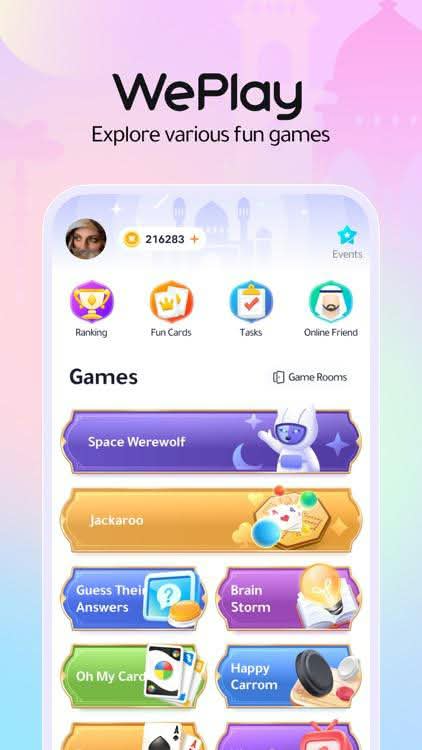 WePlay
Explore various fun games
216283
Events
Ranking
Fun Cards
Tasks
Online Friend
Games
Game Rooms
Space Werewolf
Jackaroo
Guess Their
Answers
Brain
Storm
Oh My Card
Happy
Carrom
A
A